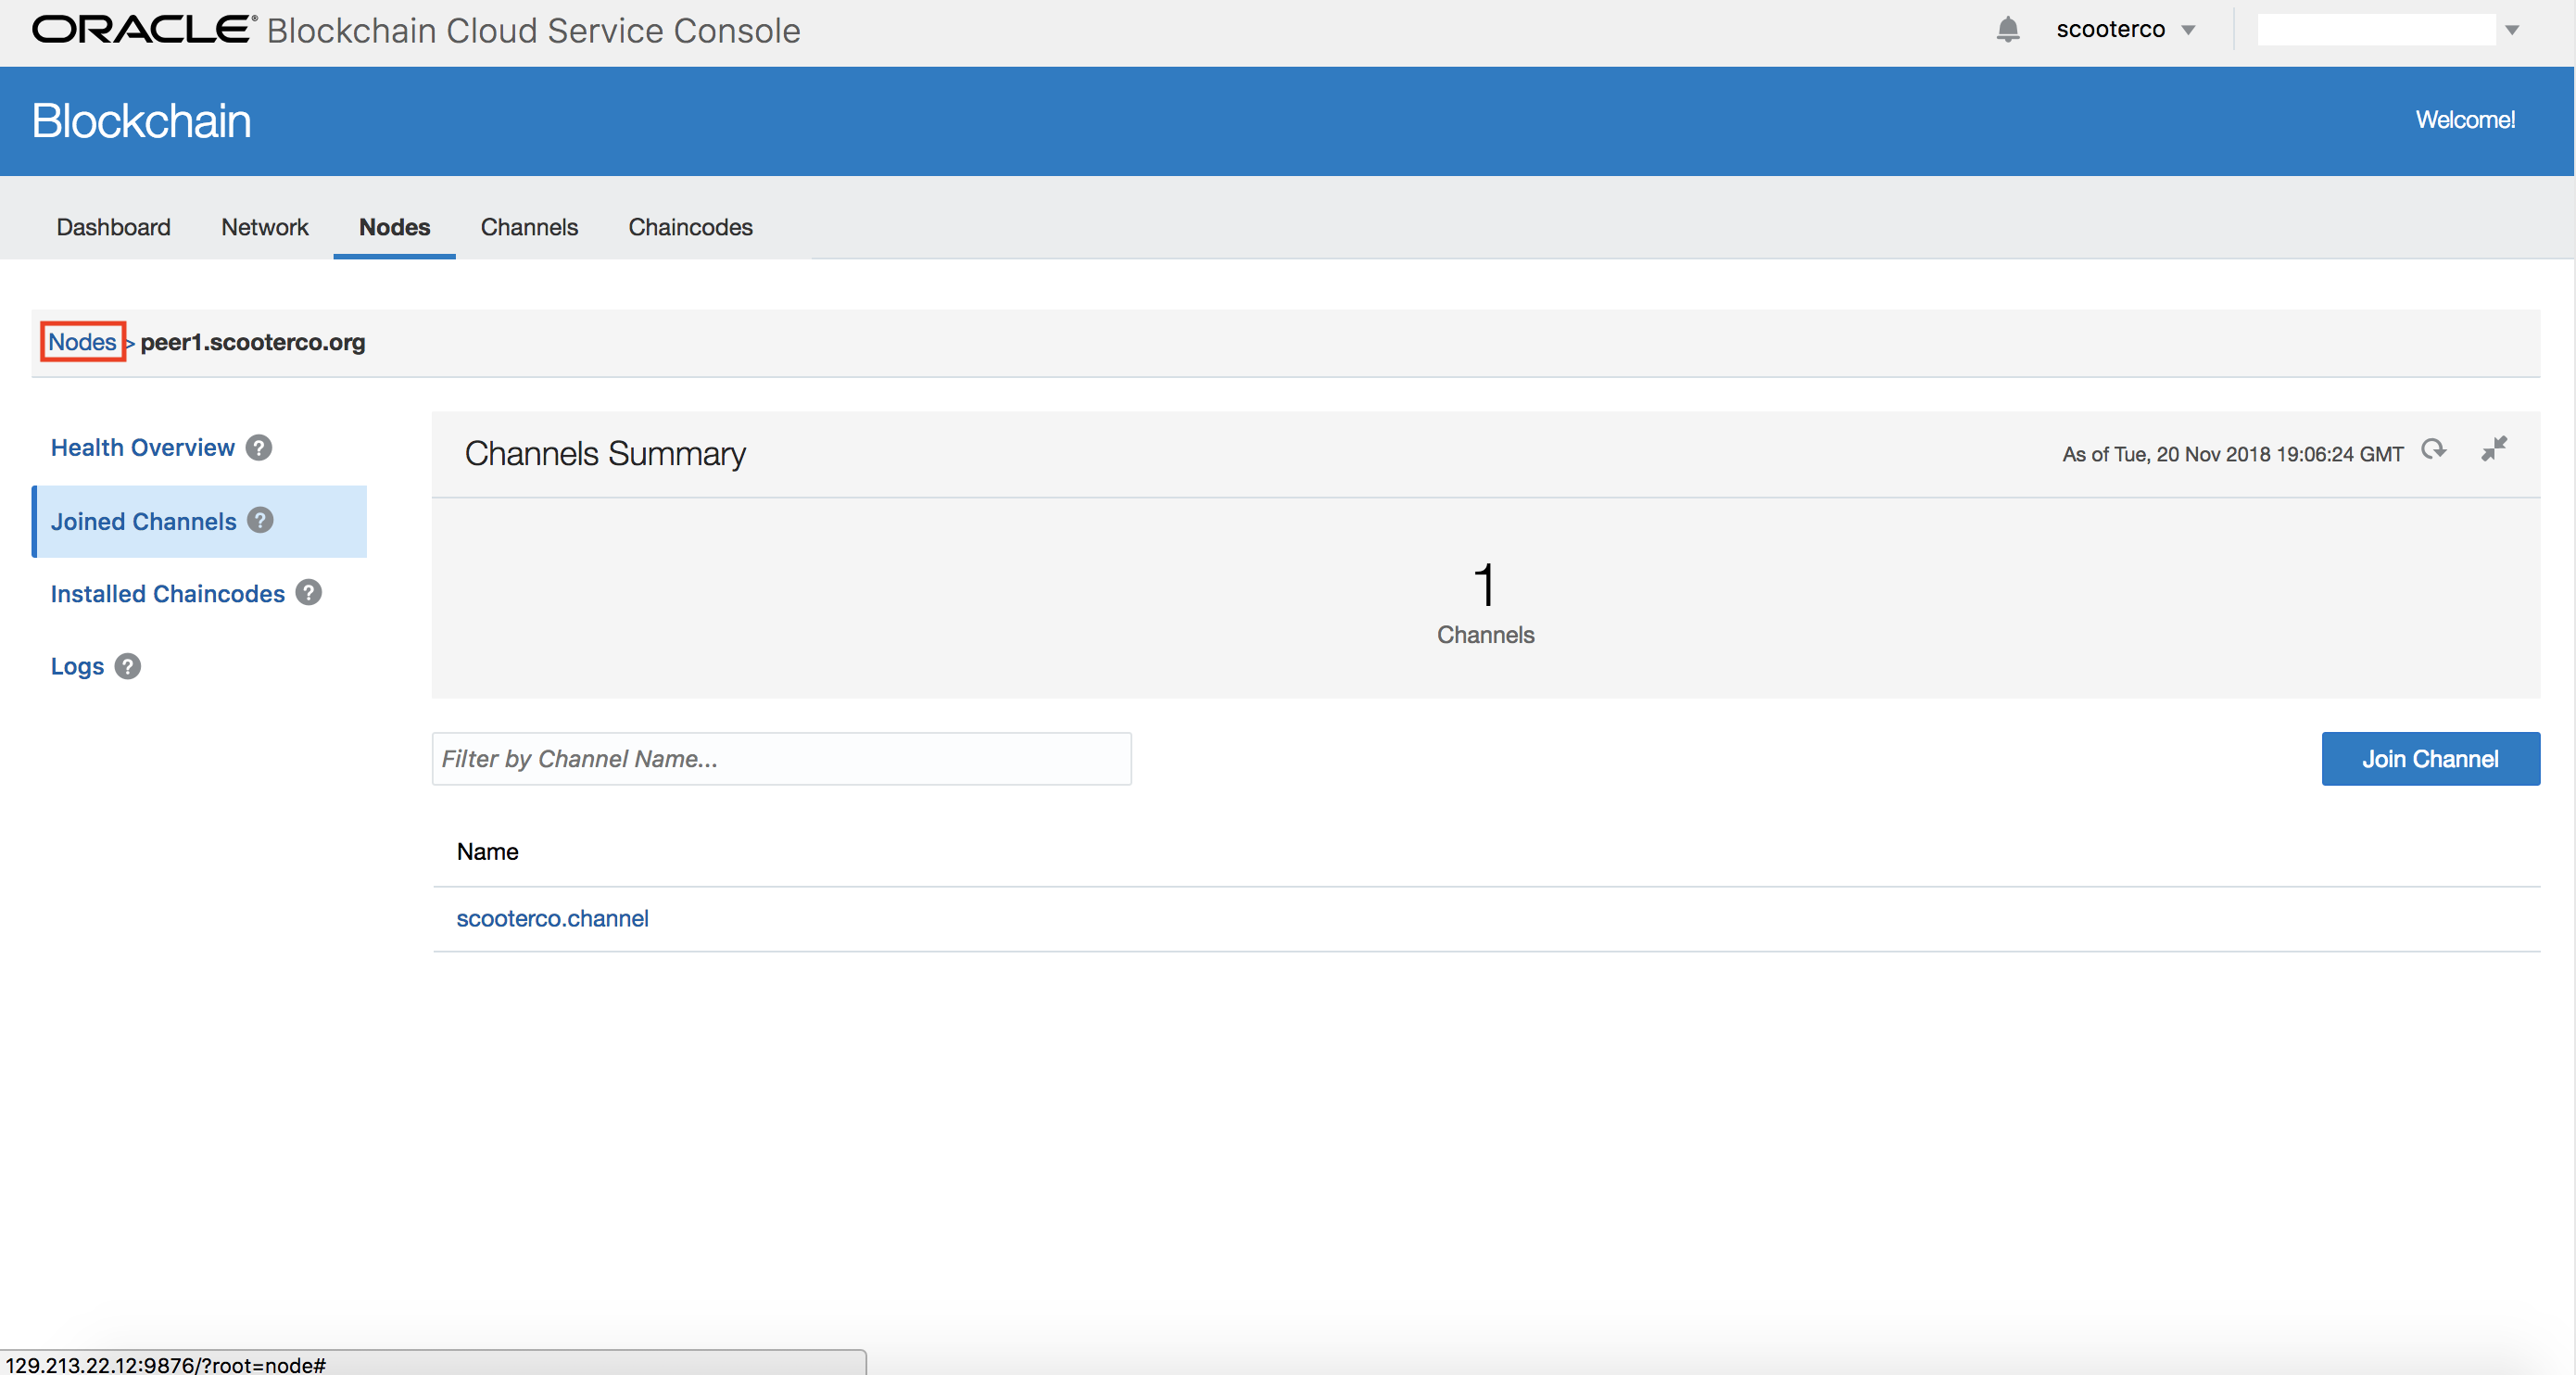 ORACLE® Blockchain Cloud Service Console
scooterco
Blockchain
Welcome!
Dashboard Network Nodes Channels Chaincodes
Nodes > peer1.scooterco.org
Health Overview ?
Joined Channels ?
Installed Chaincodes ?
Logs ?
Channels Summary
As of Tue, 20 Nov 2018 19:06:24 GMT
1
Channels
Filter by Channel Name...
Join Channel
Name
scooterco.channel
129.213.22.12:9876/?root=node#